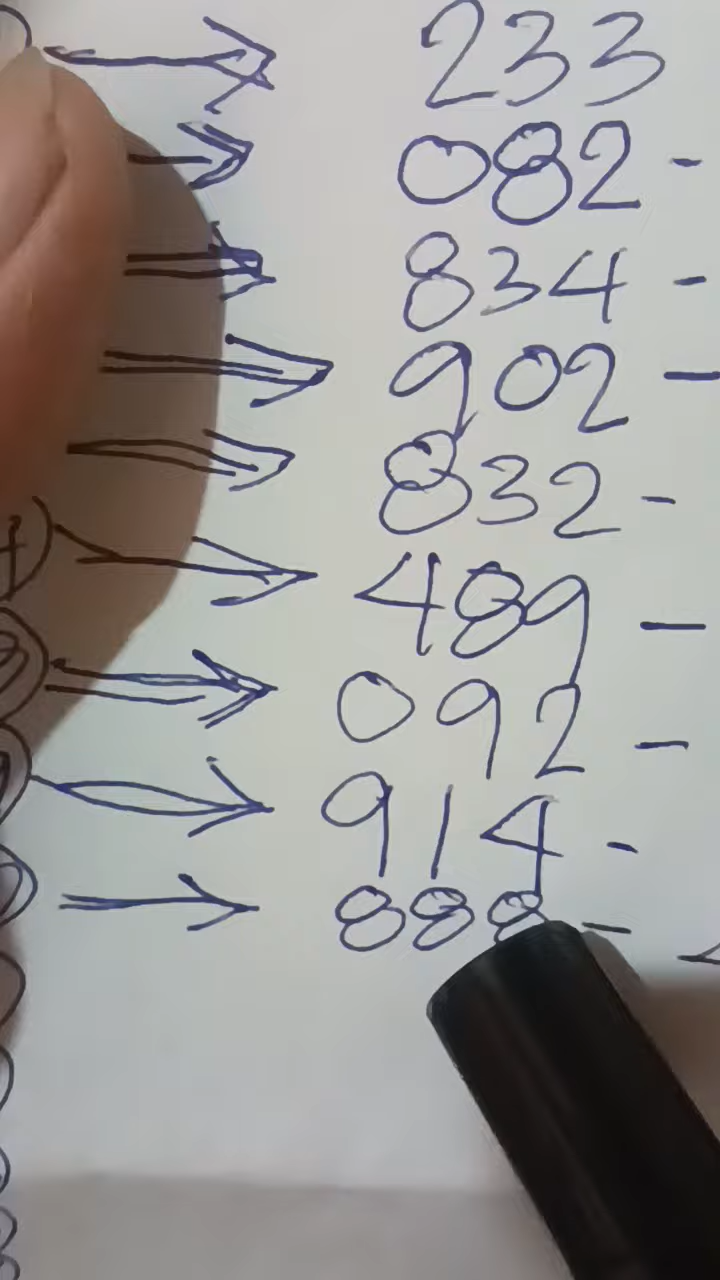 → 233
→ 082 -
→ 834 -
→ 902 -
→ 832 -
→ 489 -
→ 092 -
→ 914 -
→ 888 -